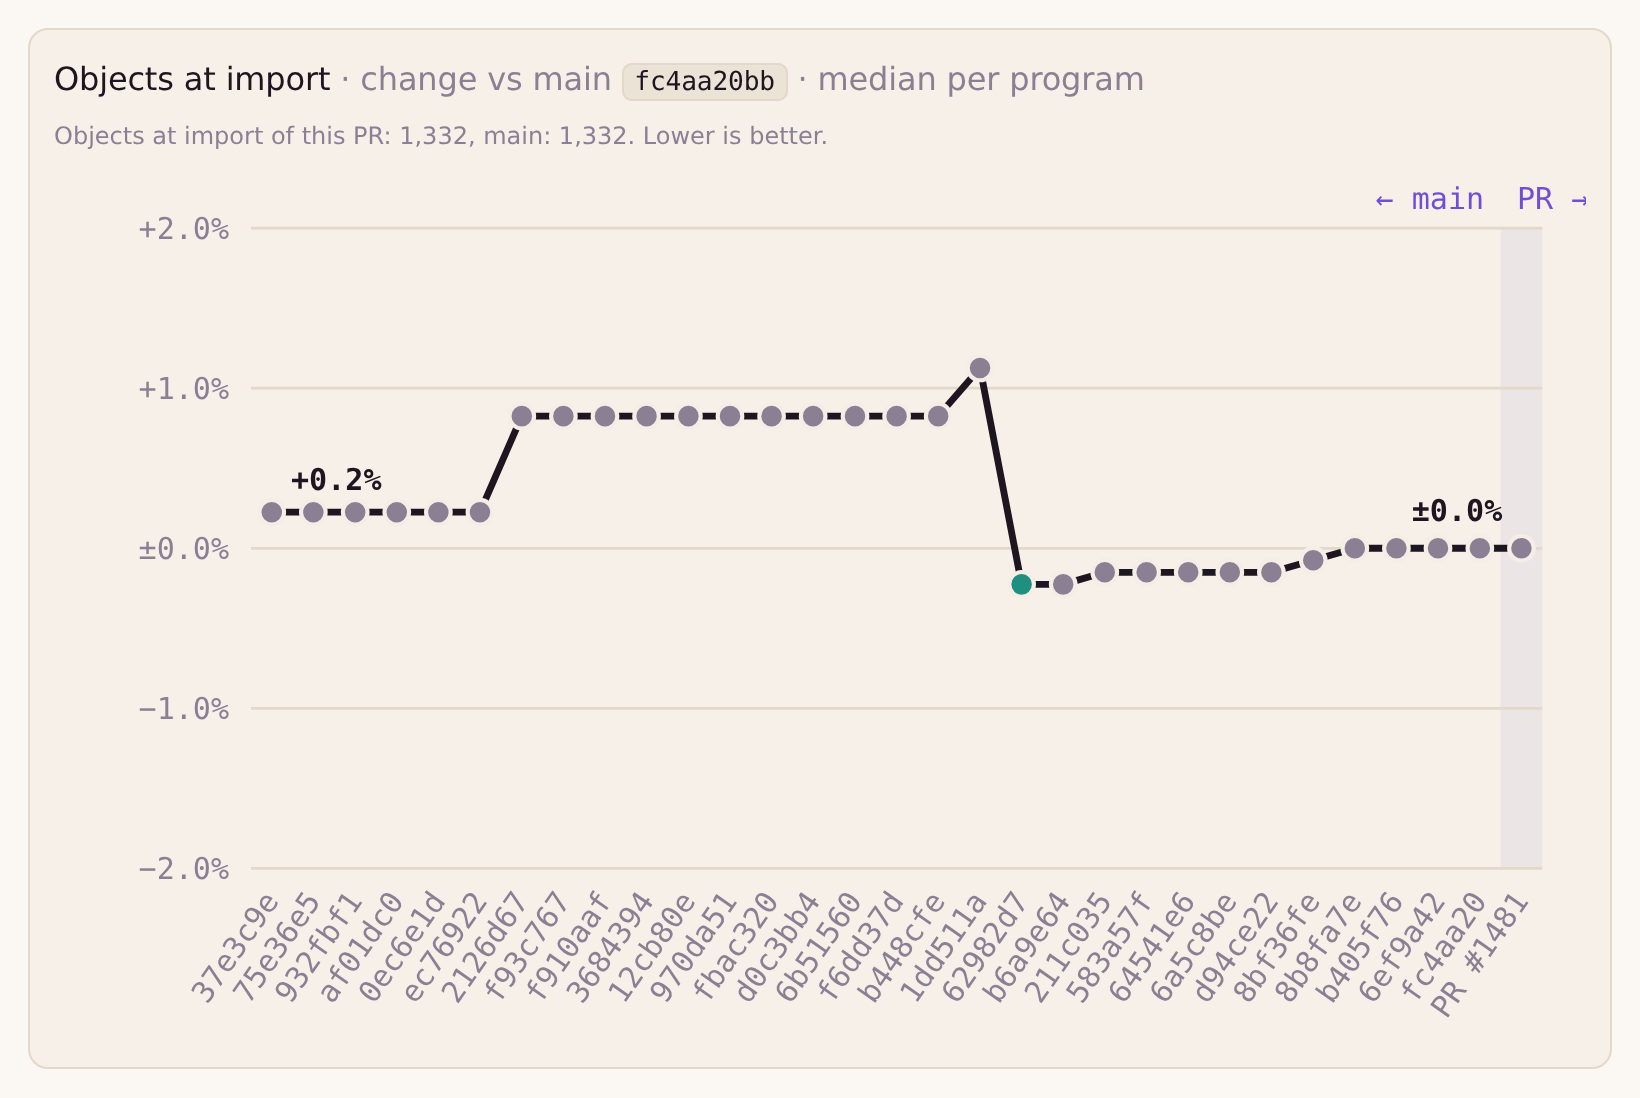 Objects at import · change vs main fc4aa20bb · median per program
Objects at import of this PR: 1,332, main: 1,332. Lower is better.
← main PR →
+2.0%
+1.0%
+0.2%
±0.0%
±0.0%
−1.0%
−2.0%
37e3c9e
75e36e5
932fbf1
af01dc0
0ec6e1d
ec76922
2126d67
f93c767
f910aaf
3684394
12cb80e
970da51
fbac320
d0c3bb4
6b51560
f6dd37d
b448cfe
1dd511a
62982d7
b6a9e64
211c035
583a57f
64541e6
6a5c8be
d94ce22
8bf36fe
8b8fa7e
b405f76
6ef9a42
fc4aa20
PR #1481